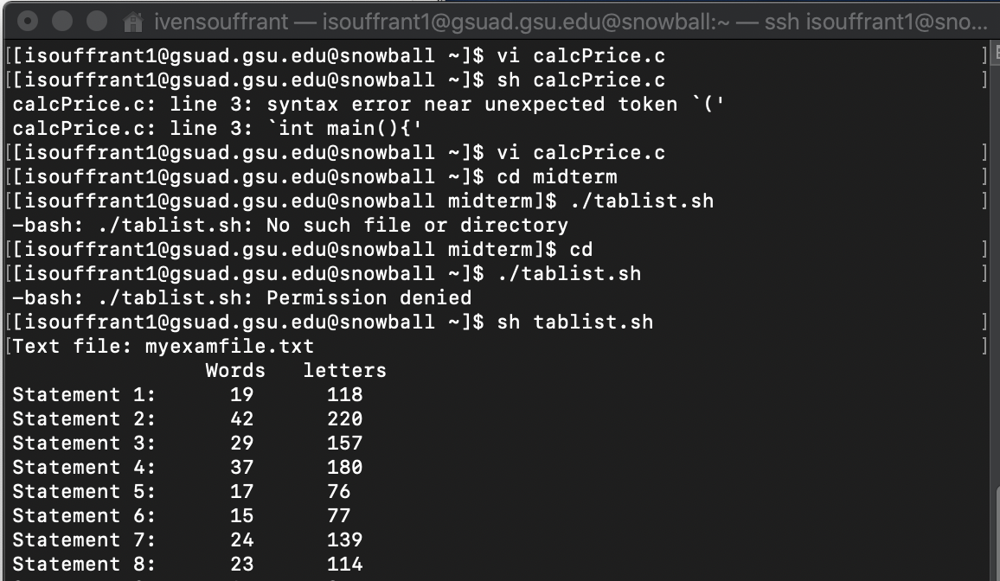 ivensouffrant — isouffrant1@gsuad.gsu.edu@snowball:~ — ssh isouffrant1@sno...
[[isouffrant1@gsuad.gsu.edu@snowball ~]$ vi calcPrice.c ]
[[isouffrant1@gsuad.gsu.edu@snowball ~]$ sh calcPrice.c ]
calcPrice.c: line 3: syntax error near unexpected token `('
calcPrice.c: line 3: `int main(){'
[[isouffrant1@gsuad.gsu.edu@snowball ~]$ vi calcPrice.c ]
[[isouffrant1@gsuad.gsu.edu@snowball ~]$ cd midterm ]
[[isouffrant1@gsuad.gsu.edu@snowball midterm]$ ./tablist.sh ]
-bash: ./tablist.sh: No such file or directory
[[isouffrant1@gsuad.gsu.edu@snowball midterm]$ cd ]
[[isouffrant1@gsuad.gsu.edu@snowball ~]$ ./tablist.sh ]
-bash: ./tablist.sh: Permission denied
[[isouffrant1@gsuad.gsu.edu@snowball ~]$ sh tablist.sh ]
[Text file: myexamfile.txt ]
Words letters
Statement 1: 19 118
Statement 2: 42 220
Statement 3: 29 157
Statement 4: 37 180
Statement 5: 17 76
Statement 6: 15 77
Statement 7: 24 139
Statement 8: 23 114